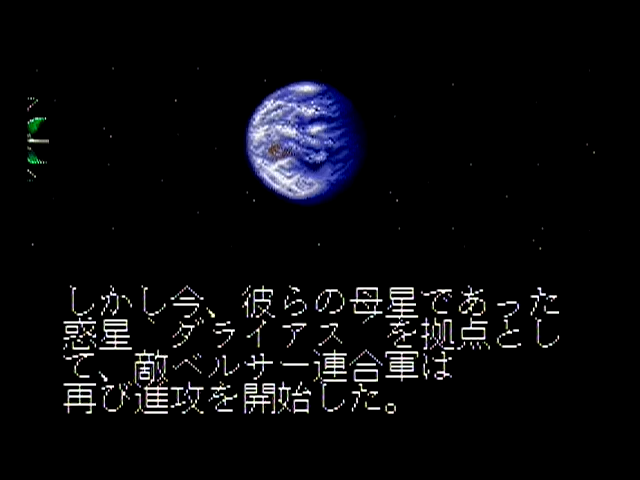 しかし今、彼らの母星であった
惑星〝ダライアス〟を拠点とし
て、敵ベルサー連合軍は
再び進攻を開始した。